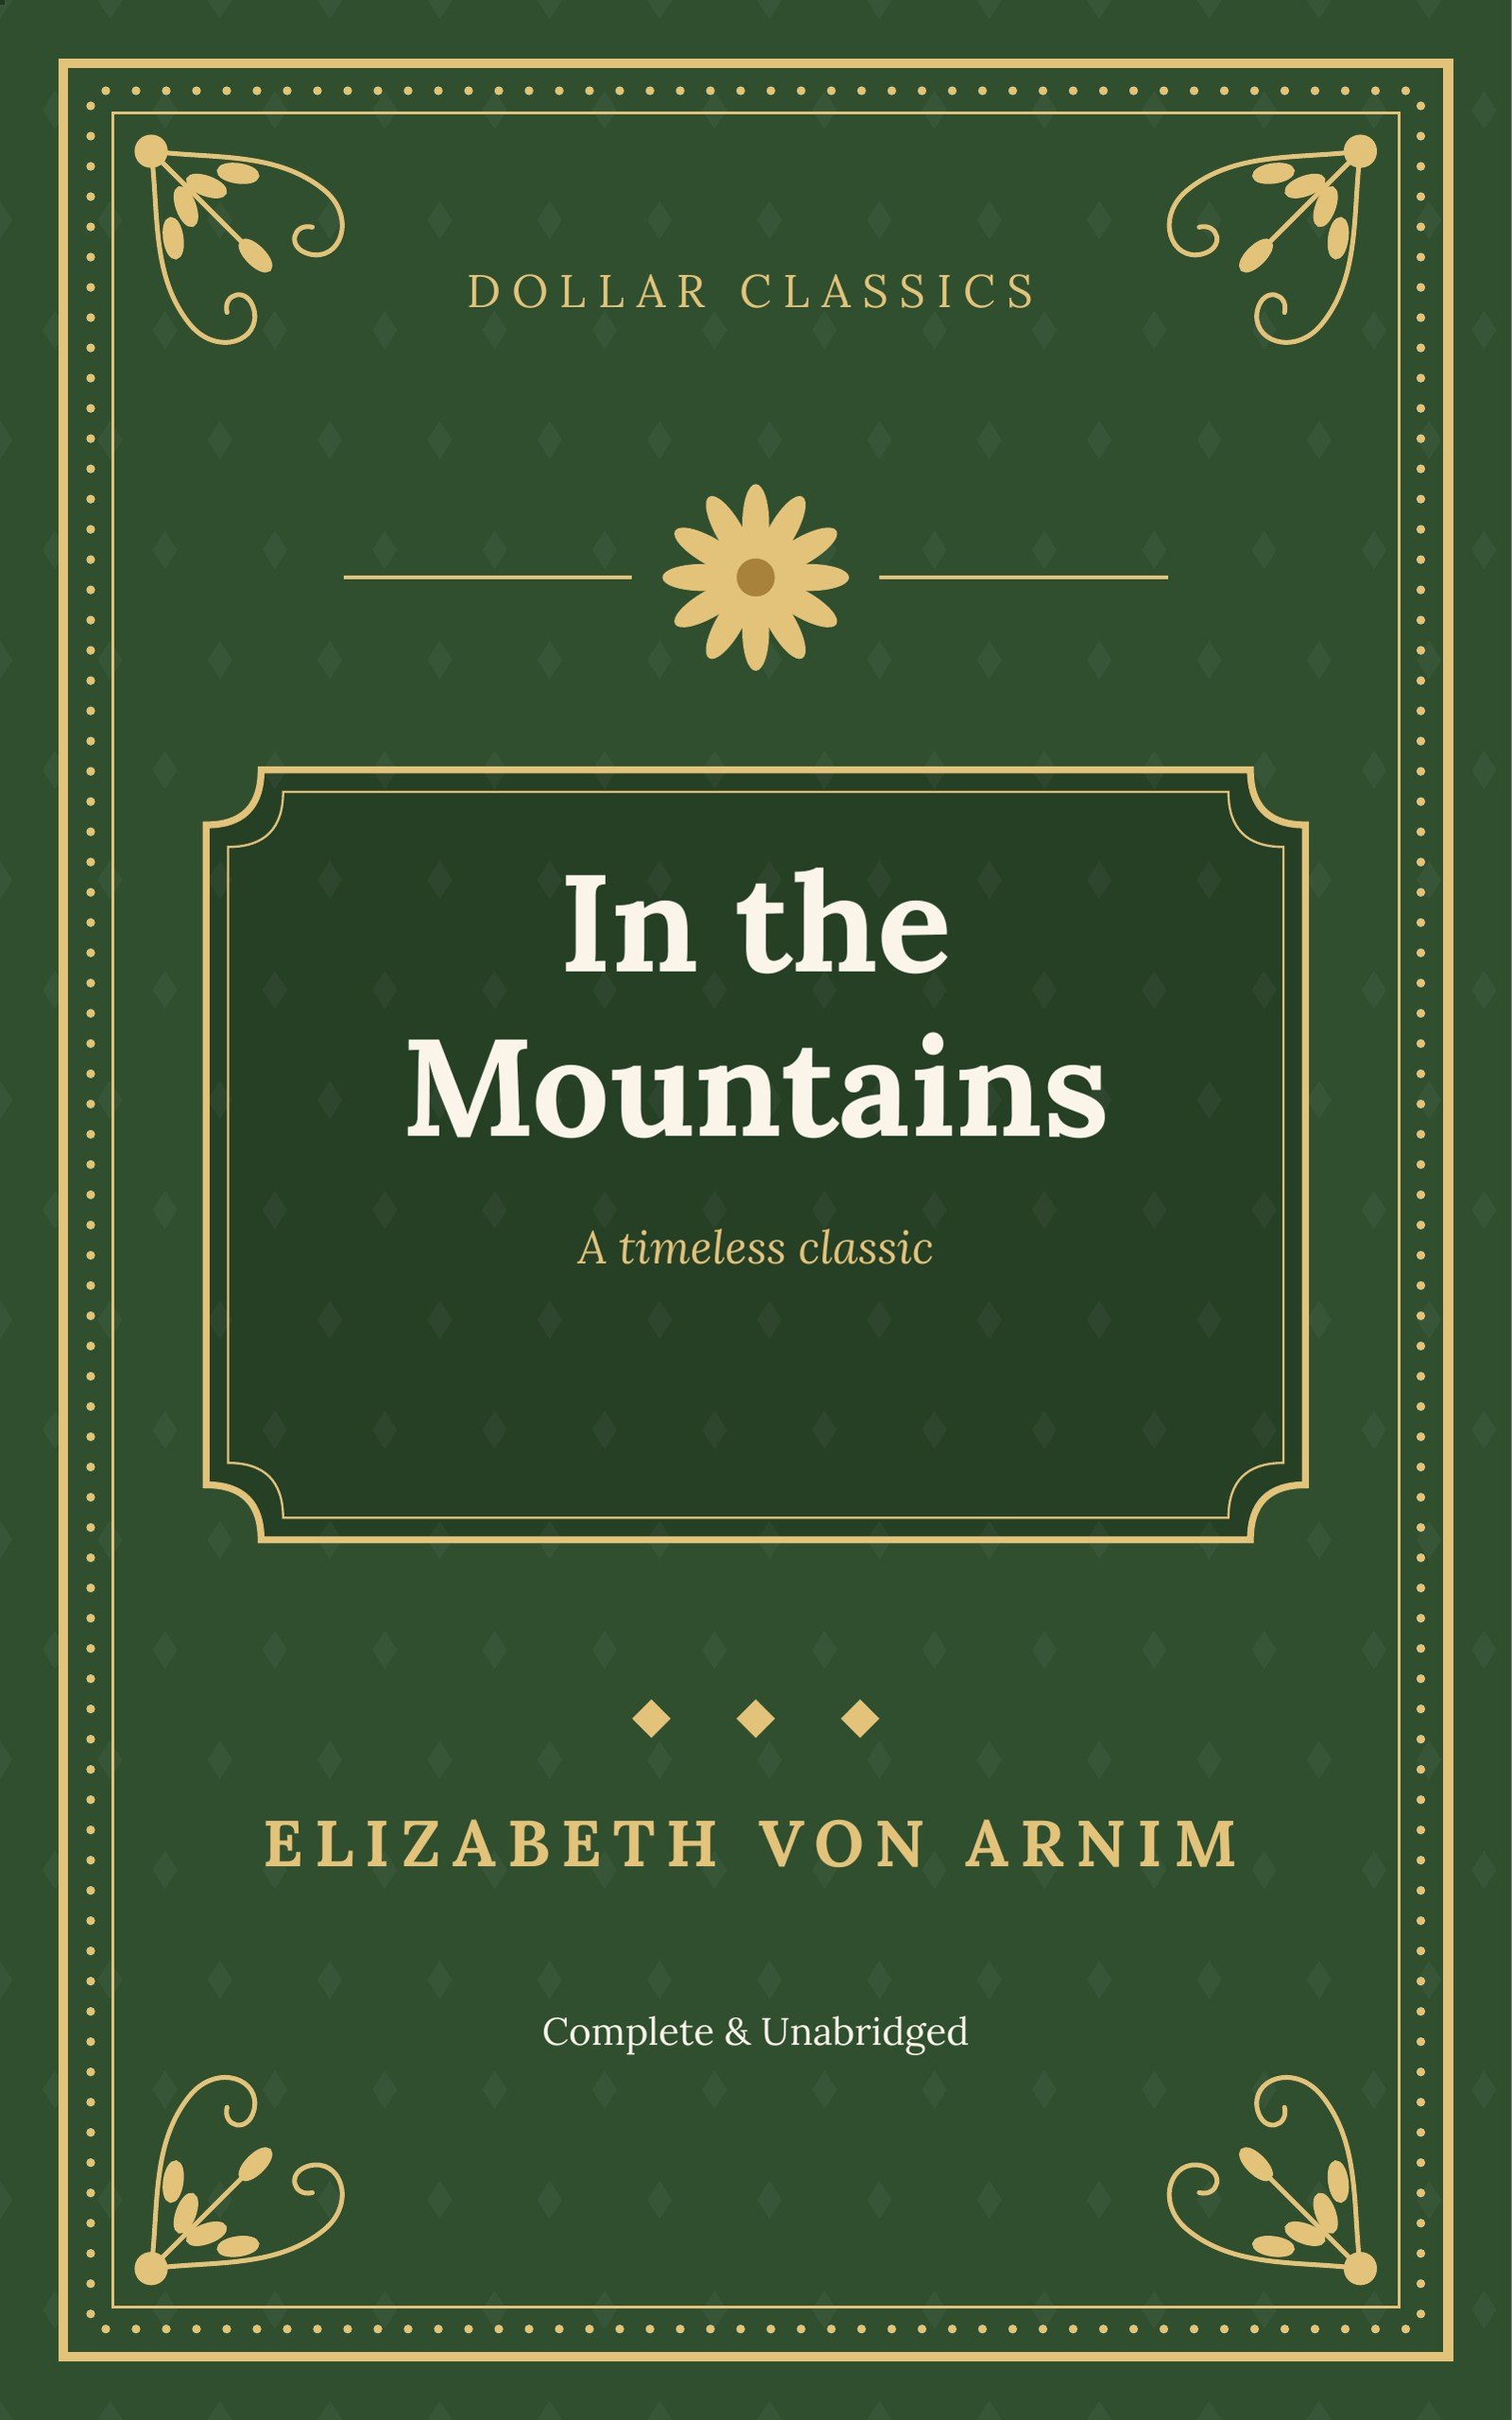 DOLLAR CLASSICS
In the
Mountains
A timeless classic
ELIZABETH VON ARNIM
Complete & Unabridged